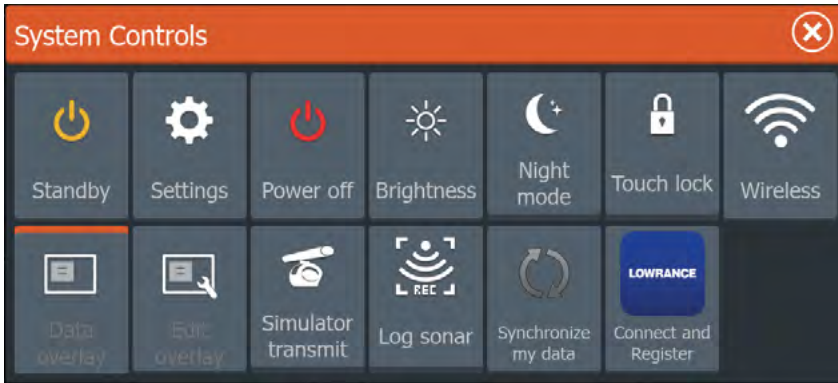 System Controls
Standby
Settings
Power off
Brightness
Night
mode
Touch lock
Wireless
Data
overlay
Edit
overlay
Simulator
transmit
REC
Log sonar
Synchronize
my data
LOWRANCE
Connect and
Register